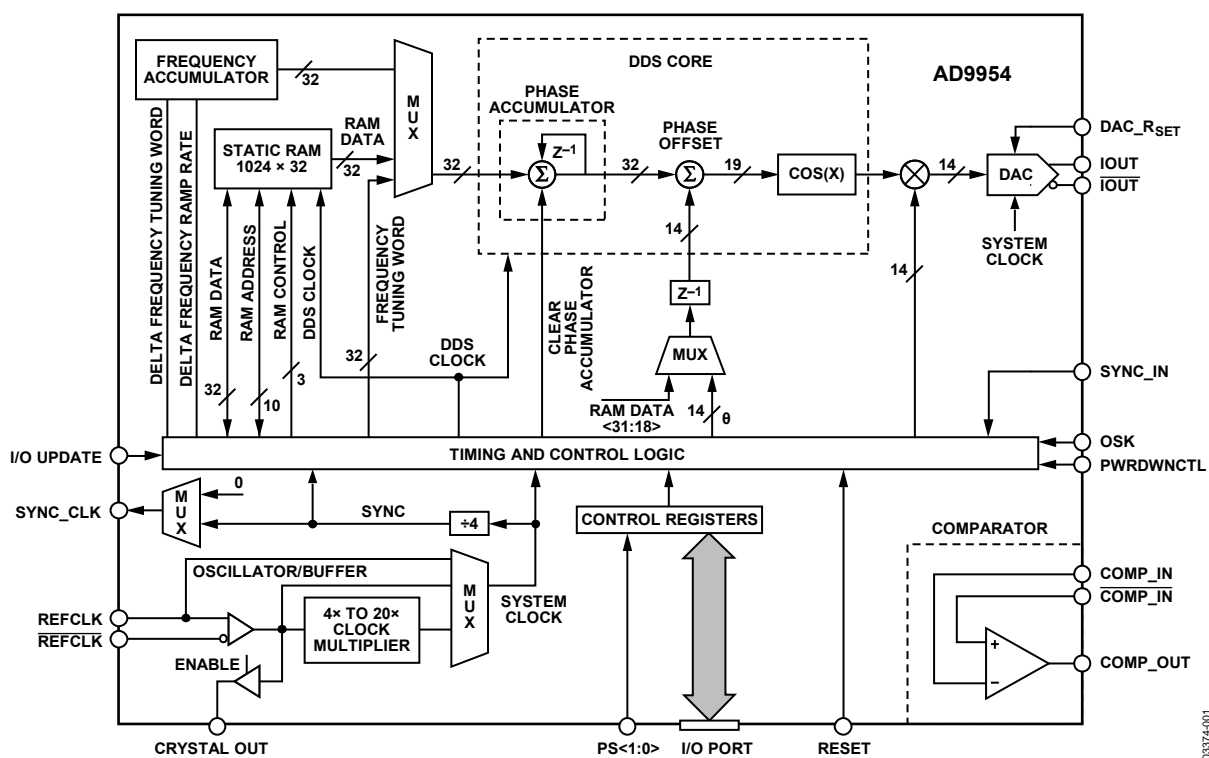 FREQUENCY
ACCUMULATOR
32
MUX
DDS CORE
AD9954
PHASE
ACCUMULATOR
Z–1
Σ
STATIC RAM
1024 × 32
RAM
DATA
32
32
32
PHASE
OFFSET
Σ
19
COS(X)
14
DAC
DAC_RSET
IOUT
IOUT
SYSTEM
CLOCK
DELTA FREQUENCY TUNING WORD
DELTA FREQUENCY RAMP RATE
RAM DATA
32
RAM ADDRESS
10
RAM CONTROL
3
DDS CLOCK
FREQUENCY
TUNING WORD
32
DDS
CLOCK
CLEAR
PHASE
ACCUMULATOR
14
Z–1
MUX
RAM DATA
<31:18>
14
θ
14
SYNC_IN
I/O UPDATE
TIMING AND CONTROL LOGIC
OSK
PWRDWNCTL
SYNC_CLK
MUX
0
SYNC
÷4
CONTROL REGISTERS
COMPARATOR
OSCILLATOR/BUFFER
MUX
SYSTEM
CLOCK
REFCLK
REFCLK
4× TO 20×
CLOCK
MULTIPLIER
ENABLE
COMP_IN
COMP_IN
+
–
COMP_OUT
CRYSTAL OUT
PS<1:0>
I/O PORT
RESET
03374-001